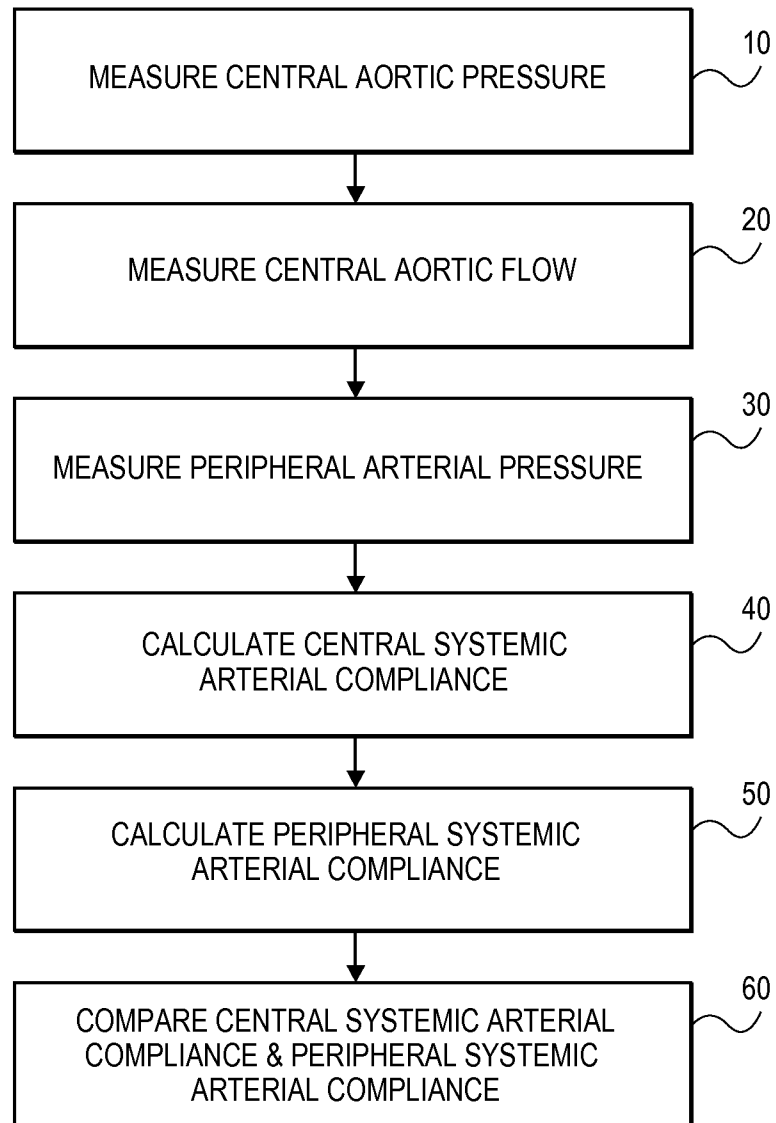 10
MEASURE CENTRAL AORTIC PRESSURE
20
MEASURE CENTRAL AORTIC FLOW
30
MEASURE PERIPHERAL ARTERIAL PRESSURE
40
CALCULATE CENTRAL SYSTEMIC
ARTERIAL COMPLIANCE
50
CALCULATE PERIPHERAL SYSTEMIC
ARTERIAL COMPLIANCE
60
COMPARE CENTRAL SYSTEMIC ARTERIAL
COMPLIANCE & PERIPHERAL SYSTEMIC
ARTERIAL COMPLIANCE